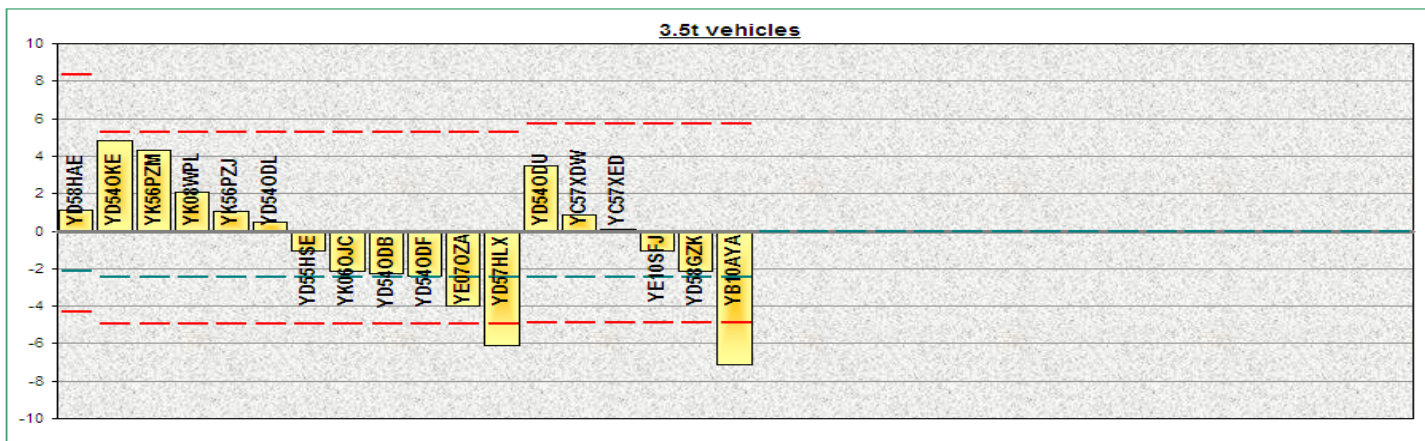 3.5t vehicles
10
8
6
4
2
0
-2
-4
-6
-8
-10
YD58HAE
YD54OKE
YK56PZM
YK08WPL
YK56PZJ
YD54ODL
YD55HSE
YK06OJC
YD54ODB
YD54ODF
YE07OZA
YD57HLX
YD54ODU
YC57XDW
YC57XED
YE10SFJ
YD58GZK
YB10AYA